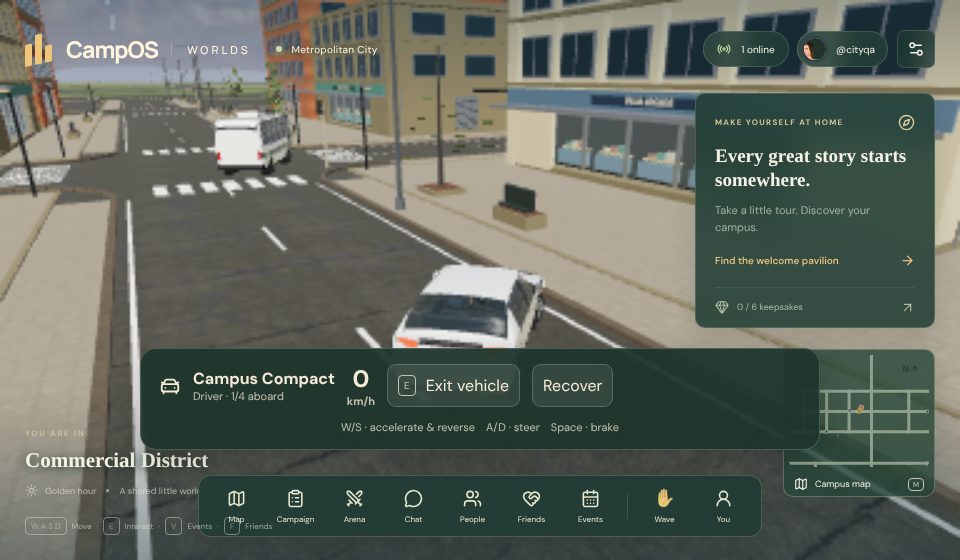 CampOS
WORLDS
Metropolitan City
1 online
@cityqa
MAKE YOURSELF AT HOME
Every great story starts
somewhere.
Take a little tour. Discover your
campus.
Find the welcome pavilion
0 / 6 keepsakes
Campus Compact
Driver · 1/4 aboard
0
km/h
E Exit vehicle
Recover
W/S · accelerate & reverse A/D · steer Space · brake
N
Campus map M
YOU ARE IN
Commercial District
Golden hour • A shared little
WASD Move · E Interact · V Events · F Friends
Map
Campaign
Arena
Chat
People
Friends
Events
Wave
You